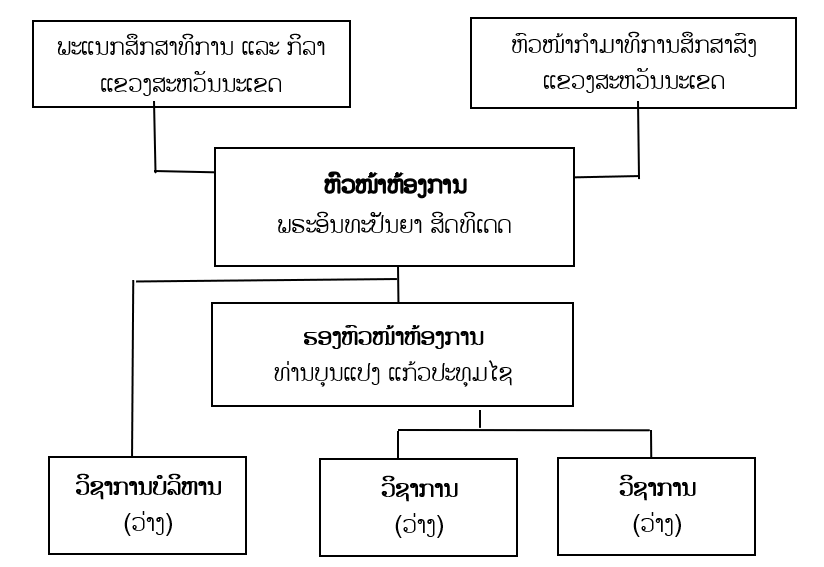 ພະແນກສຶກສາທິການ ແລະ ກິລາ
ແຂວງສະຫວັນນະເຂດ
ຫົວໜ້າກຳມາທິການສຶກສາສົງ
ແຂວງສະຫວັນນະເຂດ
ຫົວໜ້າຫ້ອງການ
ພຣະອິນທະປັນຍາ ສິດທິເດດ
ຮອງຫົວໜ້າຫ້ອງການ
ທ່ານບຸນແປງ ແກ້ວປະທຸມໄຊ
ວິຊາການບໍລິຫານ
(ວ່າງ)
ວິຊາການ
(ວ່າງ)
ວິຊາການ
(ວ່າງ)